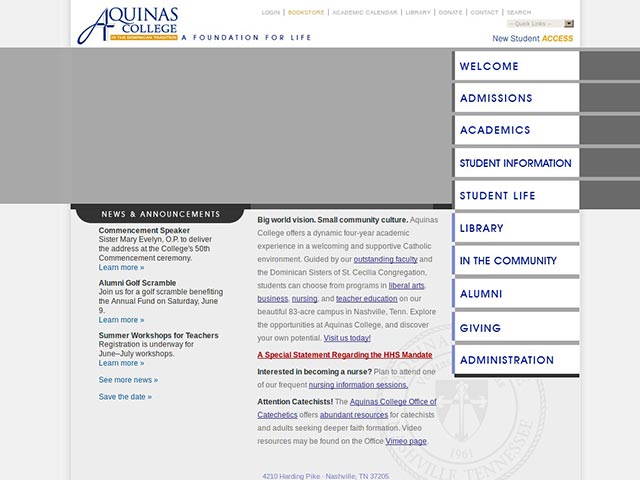 AQUINAS
COLLEGE
IN THE DOMINICAN TRADITION
A FOUNDATION FOR LIFE
LOGIN | BOOKSTORE | ACADEMIC CALENDAR | LIBRARY | DONATE | CONTACT | SEARCH
-- Quick Links --
New Student ACCESS
WELCOME
ADMISSIONS
ACADEMICS
STUDENT INFORMATION
STUDENT LIFE
LIBRARY
IN THE COMMUNITY
ALUMNI
GIVING
ADMINISTRATION
NEWS & ANNOUNCEMENTS
Commencement Speaker
Sister Mary Evelyn, O.P. to deliver
the address at the College's 50th
Commencement ceremony.
Learn more »
Alumni Golf Scramble
Join us for a golf scramble benefiting
the Annual Fund on Saturday, June
9.
Learn more »
Summer Workshops for Teachers
Registration is underway for
June–July workshops.
Learn more »
See more news »
Save the date »
Big world vision. Small community culture. Aquinas
College offers a dynamic four-year academic
experience in a welcoming and supportive Catholic
environment. Guided by our outstanding faculty and
the Dominican Sisters of St. Cecilia Congregation,
students can choose from programs in liberal arts,
business, nursing, and teacher education on our
beautiful 83-acre campus in Nashville, Tenn. Explore
the opportunities at Aquinas College, and discover
your own potential. Visit us today!
A Special Statement Regarding the HHS Mandate
Interested in becoming a nurse? Plan to attend one
of our frequent nursing information sessions.
Attention Catechists! The Aquinas College Office of
Catechetics offers abundant resources for catechists
and adults seeking deeper faith formation. Video
resources may be found on the Office Vimeo page.
1961
NASHVILLE TENNESSEE
4210 Harding Pike · Nashville, TN 37205